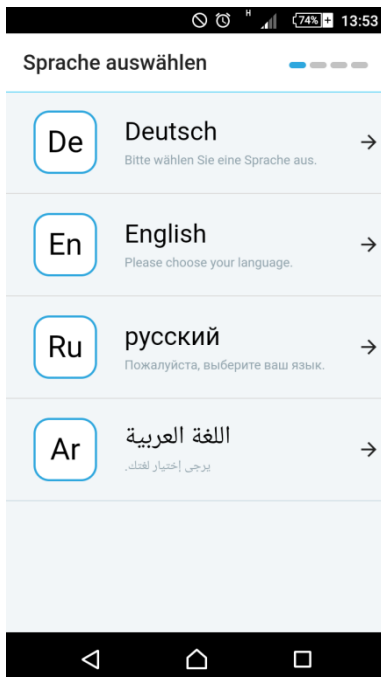 H 74% 13:53
Sprache auswählen
De
Deutsch
Bitte wählen Sie eine Sprache aus.
En
English
Please choose your language.
Ru
русский
Пожалуйста, выберите ваш язык.
Ar
اللغة العربية
يرجى إختيار لغتك.